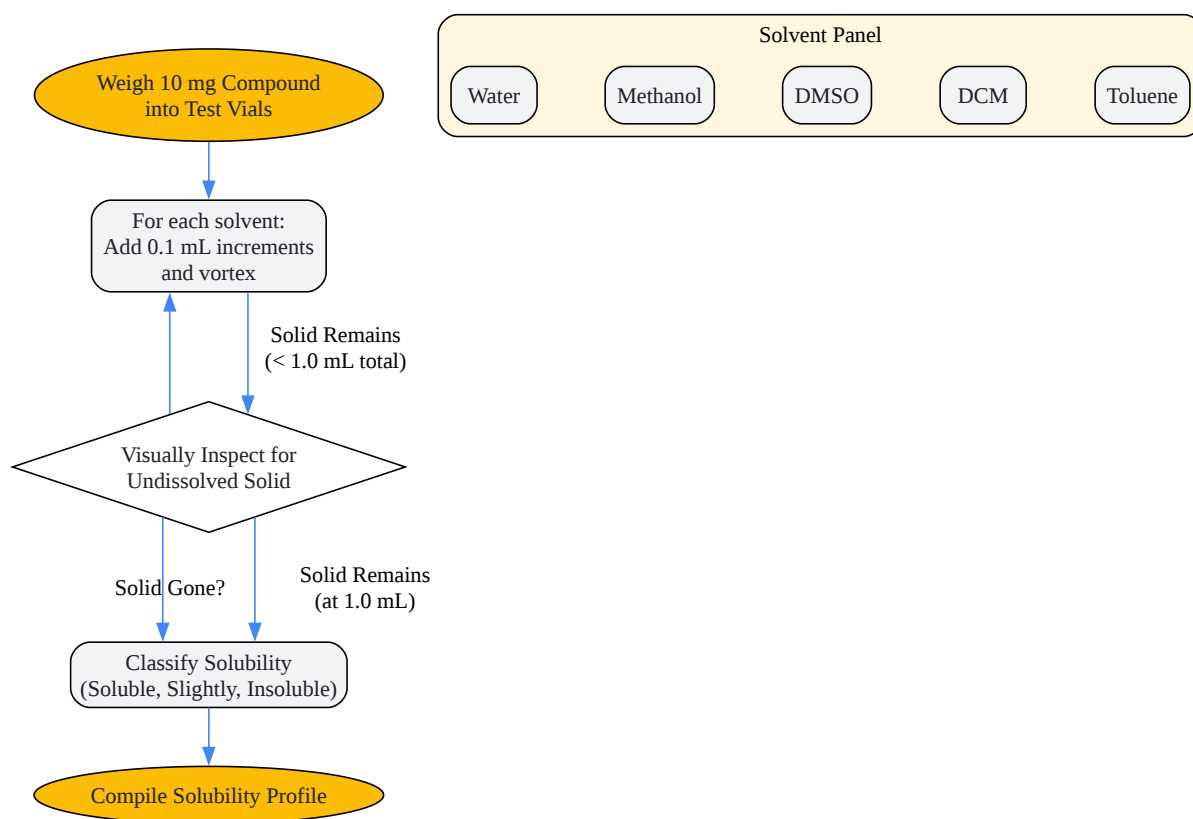 Solvent Panel
Water
Methanol
DMSO
DCM
Toluene
Weigh 10 mg Compound
into Test Vials
For each solvent:
Add 0.1 mL increments
and vortex
Solid Remains
(< 1.0 mL total)
Visually Inspect for
Undissolved Solid
Solid Gone?
Solid Remains
(at 1.0 mL)
Classify Solubility
(Soluble, Slightly, Insoluble)
Compile Solubility Profile